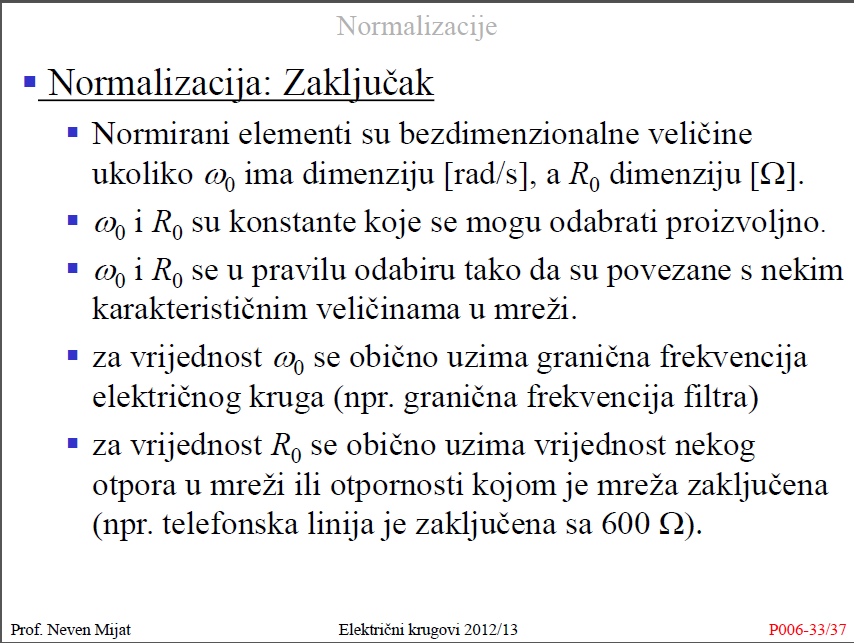 Normalizacije
Normalizacija: Zaključak
Normirani elementi su bezdimenzionalne veličine
ukoliko ω0 ima dimenziju [rad/s], a R0 dimenziju [Ω].
ω0 i R0 su konstante koje se mogu odabrati proizvoljno.
ω0 i R0 se u pravilu odabiru tako da su povezane s nekim
karakterističnim veličinama u mreži.
za vrijednost ω0 se obično uzima granična frekvencija
električnog kruga (npr. granična frekvencija filtra)
za vrijednost R0 se obično uzima vrijednost nekog
otpora u mreži ili otpornosti kojom je mreža zaključena
(npr. telefonska linija je zaključena sa 600 Ω).
Prof. Neven Mijat Električni krugovi 2012/13 P006-33/37